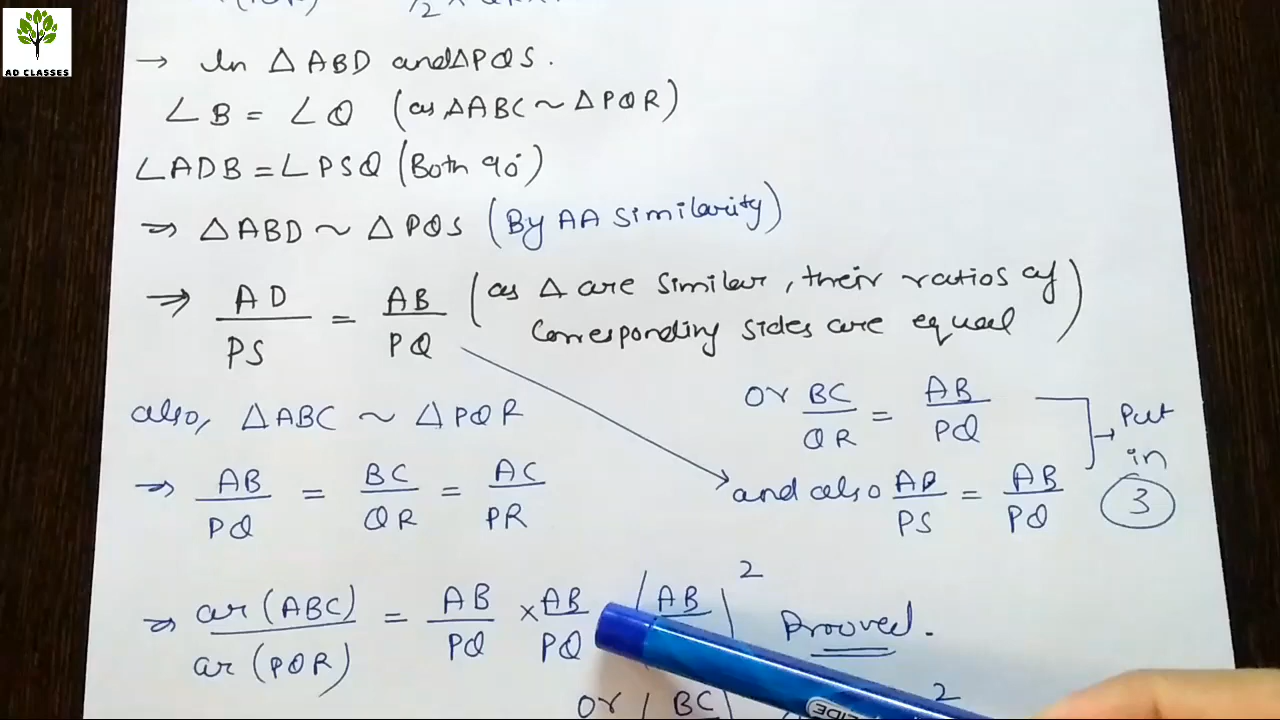 AD CLASSES
→ In △ ABD and △PQS.
∠B = ∠Q (as △ABC ~ △PQR)
∠ADB = ∠PSQ (Both 90°)
⇒ △ABD ~ △PQS (By AA Similarity)
⇒ AD/PS = AB/PQ (as △ are similar, their ratios of corresponding sides are equal)
also, △ABC ~ △PQR
⇒ AB/PQ = BC/QR = AC/PR
or BC/QR = AB/PQ
and also AD/PS = AB/PQ
→ Put in 3
⇒ ar(ABC)/ar(PQR) = AB/PQ × AB/PQ (AB)² Prooved.
or (BC 2